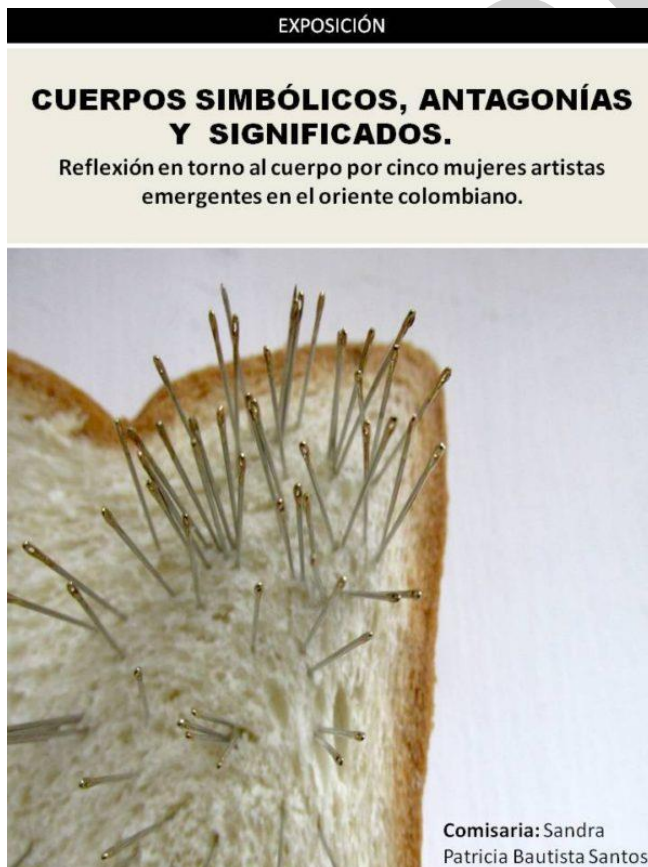 EXPOSICIÓN
CUERPOS SIMBÓLICOS, ANTAGONÍAS
Y SIGNIFICADOS.
Reflexión en torno al cuerpo por cinco mujeres artistas
emergentes en el oriente colombiano.
Comisaria: Sandra
Patricia Bautista Santos